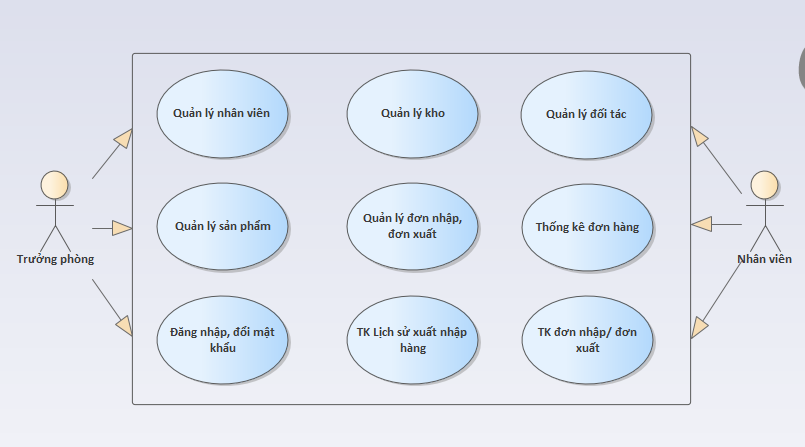 Quản lý nhân viên
Quản lý kho
Quản lý đối tác
Quản lý sản phẩm
Quản lý đơn nhập,
đơn xuất
Thống kê đơn hàng
Trưởng phòng
Nhân viên
Đăng nhập, đổi mật
khẩu
TK Lịch sử xuất nhập
hàng
TK đơn nhập/ đơn
xuất